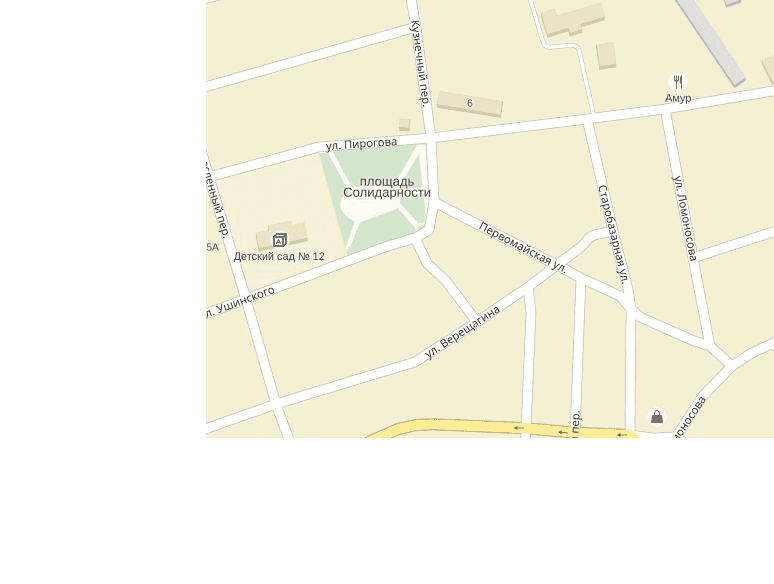 Кузнечный пер.
6
Амур
ул. Пирогова
площадь
Солидарности
ул. Ломоносова
Старобазарная ул.
Первомайская ул.
5А
Детский сад № 12
л. Ушинского
ул. Верещагина
пер.